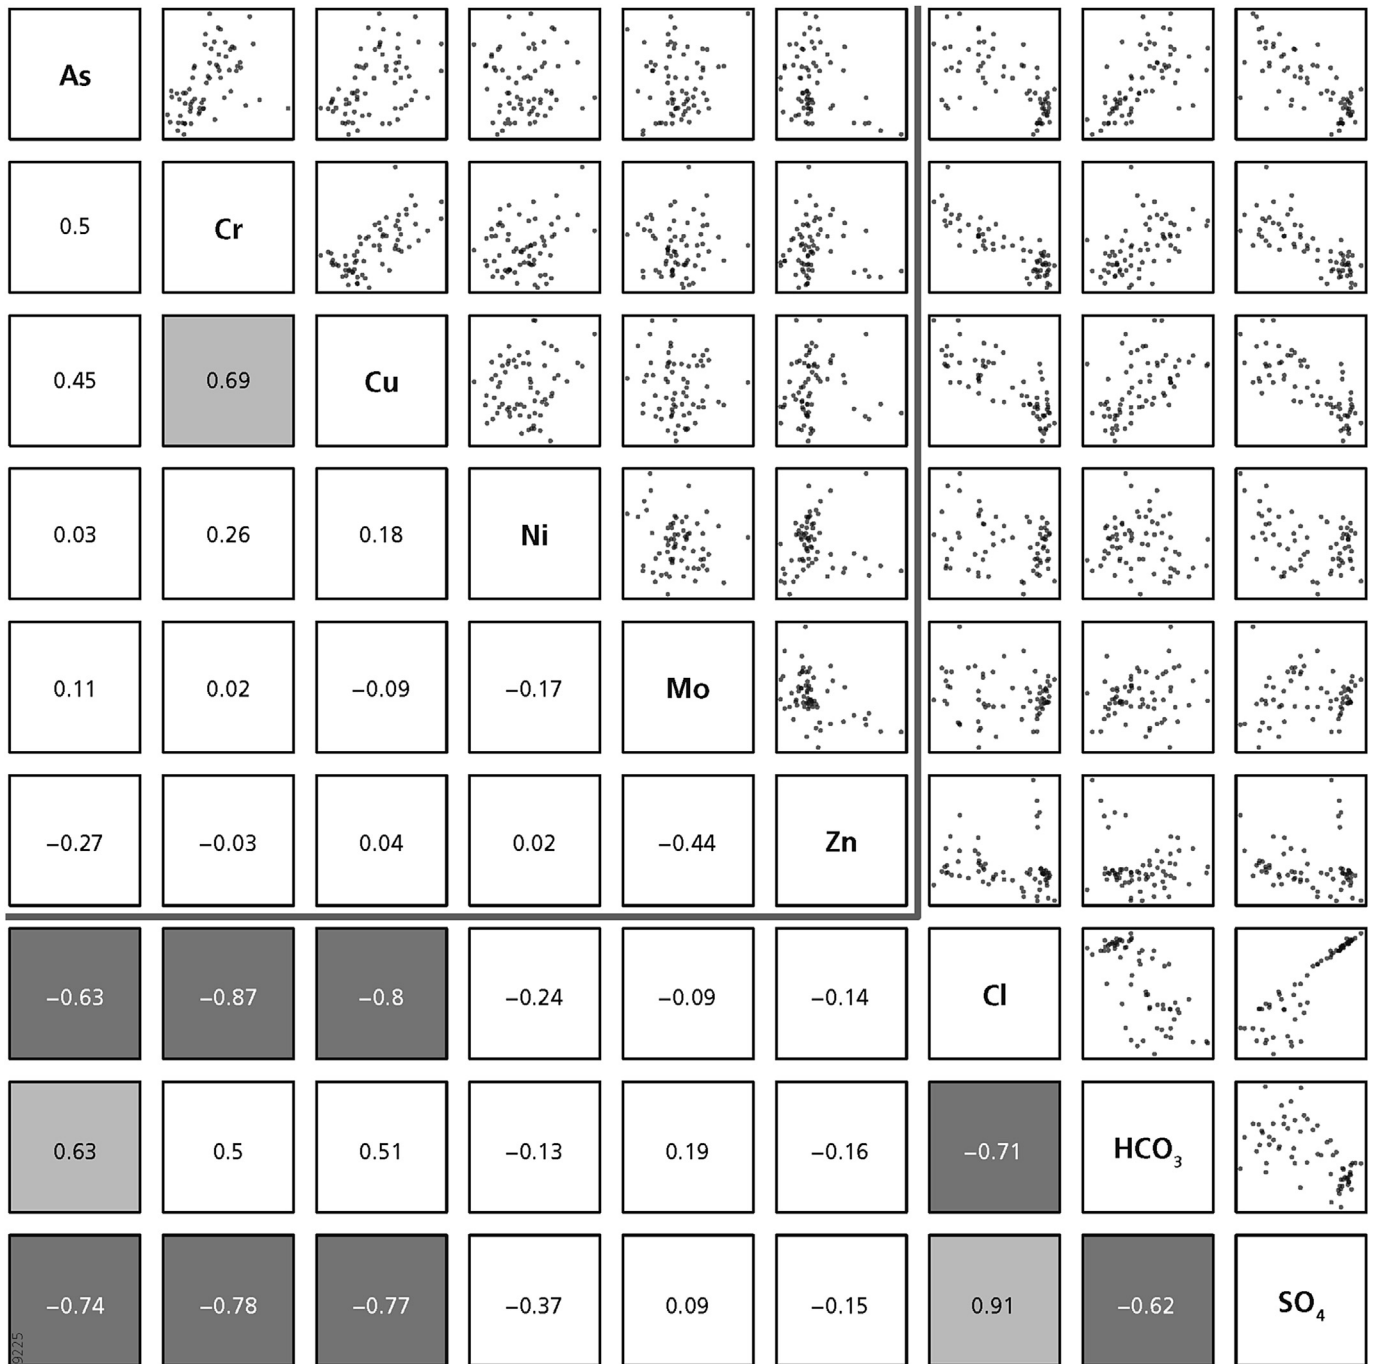 As
0.5 Cr
0.45 0.69 Cu
0.03 0.26 0.18 Ni
0.11 0.02 −0.09 −0.17 Mo
−0.27 −0.03 0.04 0.02 −0.44 Zn
−0.63 −0.87 −0.8 −0.24 −0.09 −0.14 Cl
0.63 0.5 0.51 −0.13 0.19 −0.16 −0.71 HCO₃
−0.74 −0.78 −0.77 −0.37 0.09 −0.15 0.91 −0.62 SO₄
9225